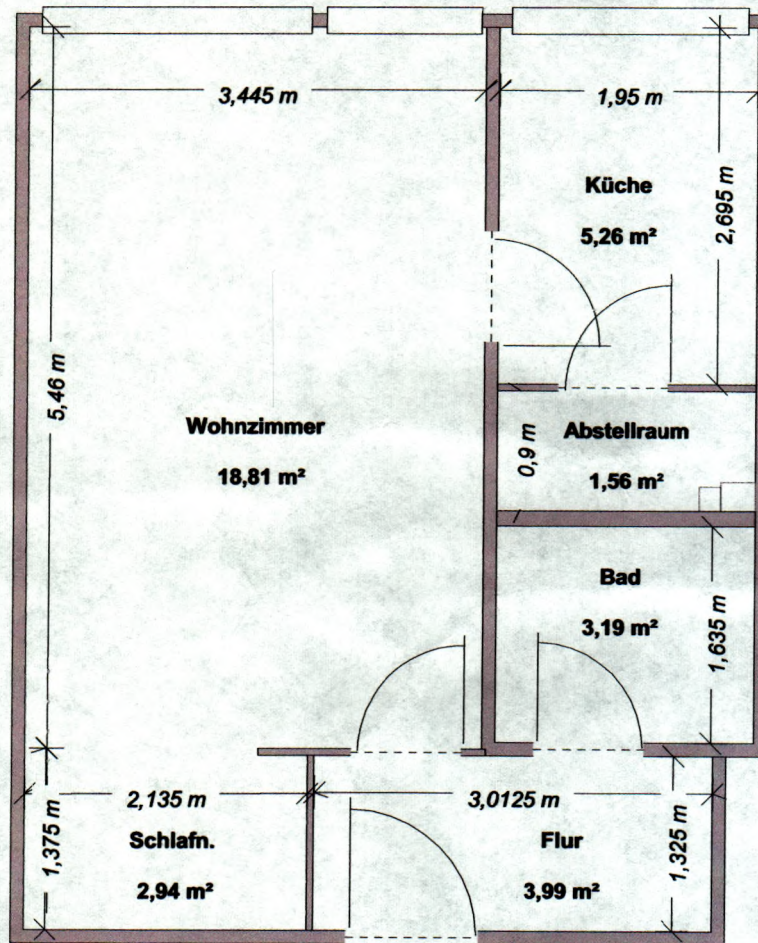 3,445 m
1,95 m
Küche
5,26 m²
2,695 m
5,46 m
Wohnzimmer
18,81 m²
Abstellraum
1,56 m²
0,9 m
Bad
3,19 m²
1,635 m
2,135 m
3,0125 m
1,375 m
Schlafn.
2,94 m²
Flur
3,99 m²
1,325 m